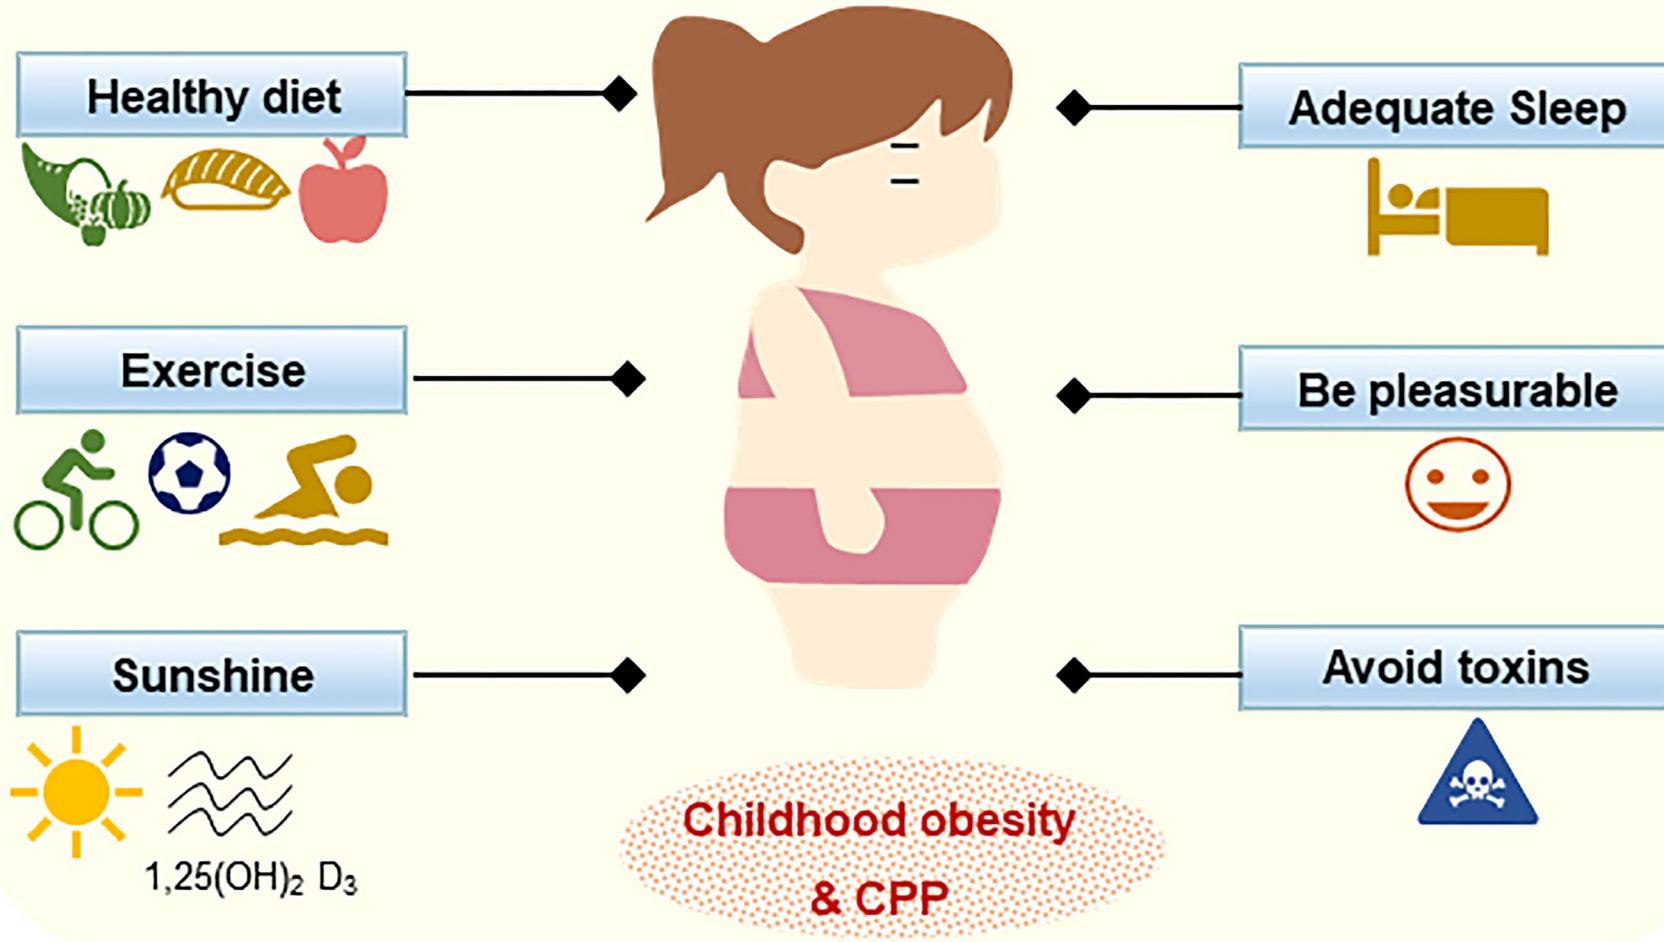 Healthy diet
Exercise
Sunshine
1,25(OH)₂ D₃
Adequate Sleep
Be pleasurable
Avoid toxins
Childhood obesity
& CPP